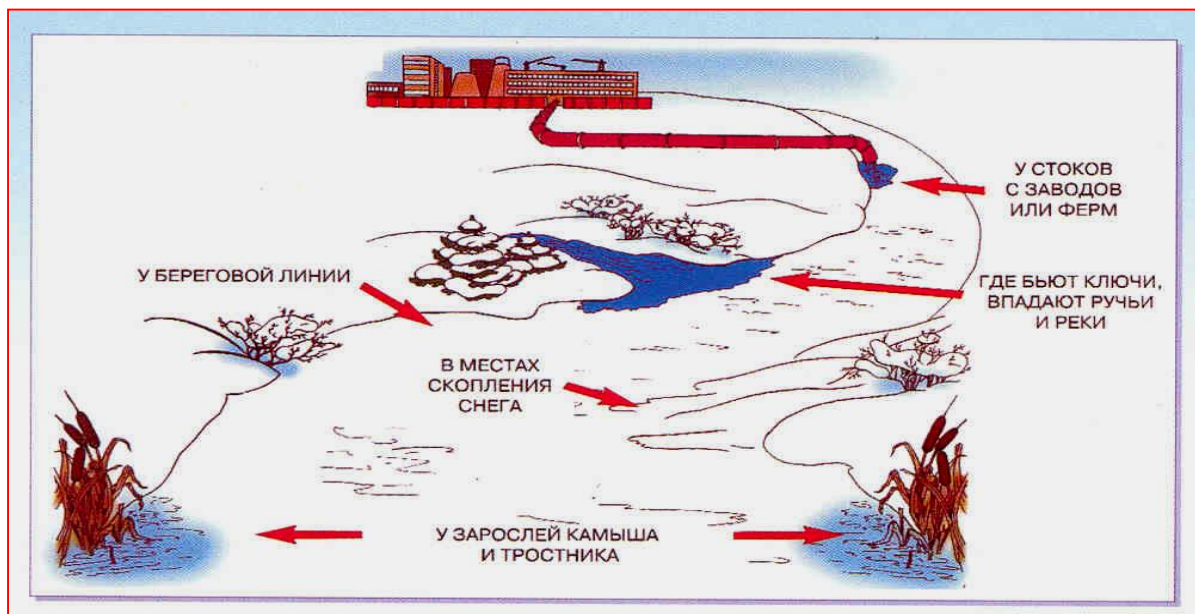 У СТОКОВ
С ЗАВОДОВ
ИЛИ ФЕРМ
У БЕРЕГОВОЙ ЛИНИИ
ГДЕ БЬЮТ КЛЮЧИ,
ВПАДАЮТ РУЧЬИ
И РЕКИ
В МЕСТАХ
СКОПЛЕНИЯ
СНЕГА
У ЗАРОСЛЕЙ КАМЫША
И ТРОСТНИКА